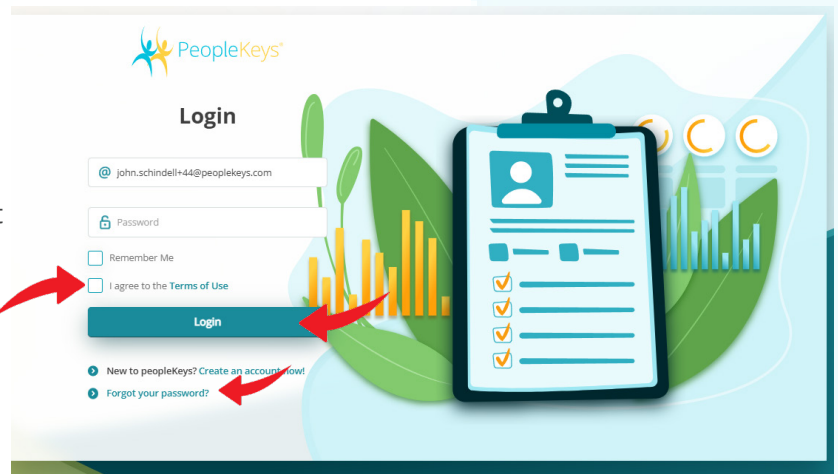 PeopleKeys®
Login
john.schindell+44@peoplekeys.com
Password
Remember Me
I agree to the Terms of Use
Login
New to peopleKeys? Create an account now!
Forgot your password?